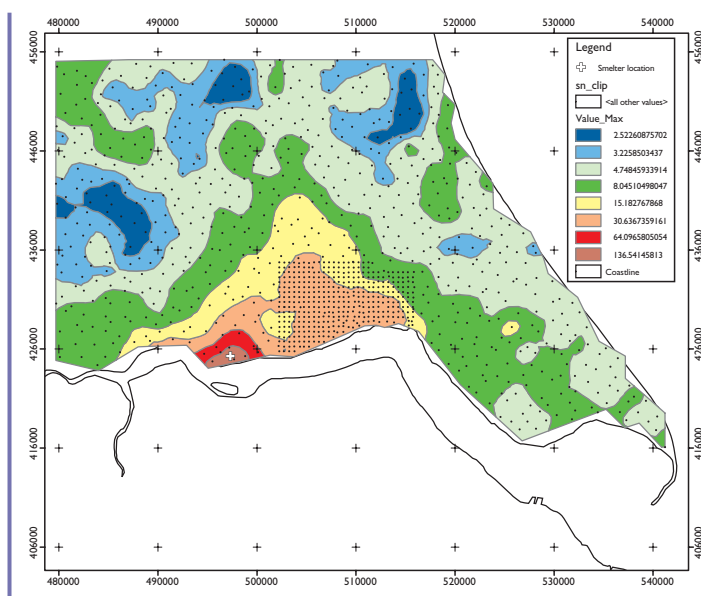 480000 490000 500000 510000 520000 530000 540000
456000 456000
446000 446000
436000 436000
426000 426000
416000 416000
406000 406000
480000 490000 500000 510000 520000 530000 540000
Legend
Smelter location
sn_clip
<all other values>
Value_Max
2.52260875702
3.2258503437
4.74845933914
8.04510498047
15.182767868
30.6367359161
64.0965805054
136.54145813
Coastline